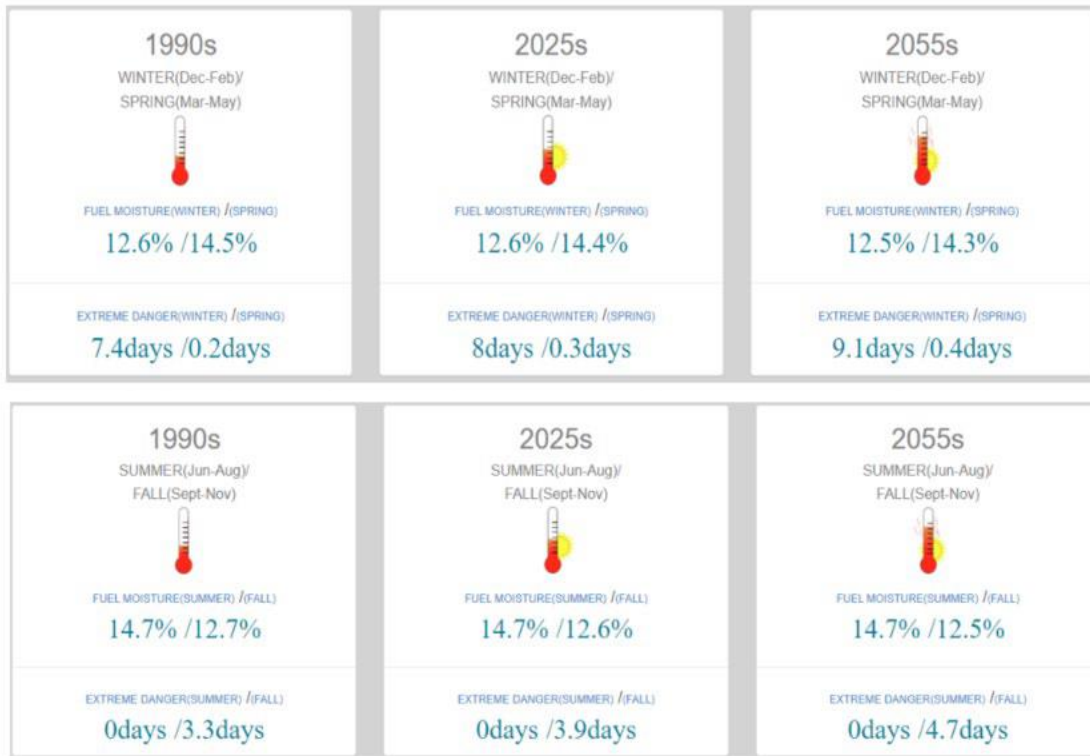 1990s
WINTER(Dec-Feb)/
SPRING(Mar-May)
FUEL MOISTURE(WINTER) /(SPRING)
12.6% /14.5%
EXTREME DANGER(WINTER) /(SPRING)
7.4days /0.2days
2025s
WINTER(Dec-Feb)/
SPRING(Mar-May)
FUEL MOISTURE(WINTER) /(SPRING)
12.6% /14.4%
EXTREME DANGER(WINTER) /(SPRING)
8days /0.3days
2055s
WINTER(Dec-Feb)/
SPRING(Mar-May)
FUEL MOISTURE(WINTER) /(SPRING)
12.5% /14.3%
EXTREME DANGER(WINTER) /(SPRING)
9.1days /0.4days
1990s
SUMMER(Jun-Aug)/
FALL(Sept-Nov)
FUEL MOISTURE(SUMMER) /(FALL)
14.7% /12.7%
EXTREME DANGER(SUMMER) /(FALL)
0days /3.3days
2025s
SUMMER(Jun-Aug)/
FALL(Sept-Nov)
FUEL MOISTURE(SUMMER) /(FALL)
14.7% /12.6%
EXTREME DANGER(SUMMER) /(FALL)
0days /3.9days
2055s
SUMMER(Jun-Aug)/
FALL(Sept-Nov)
FUEL MOISTURE(SUMMER) /(FALL)
14.7% /12.5%
EXTREME DANGER(SUMMER) /(FALL)
0days /4.7days